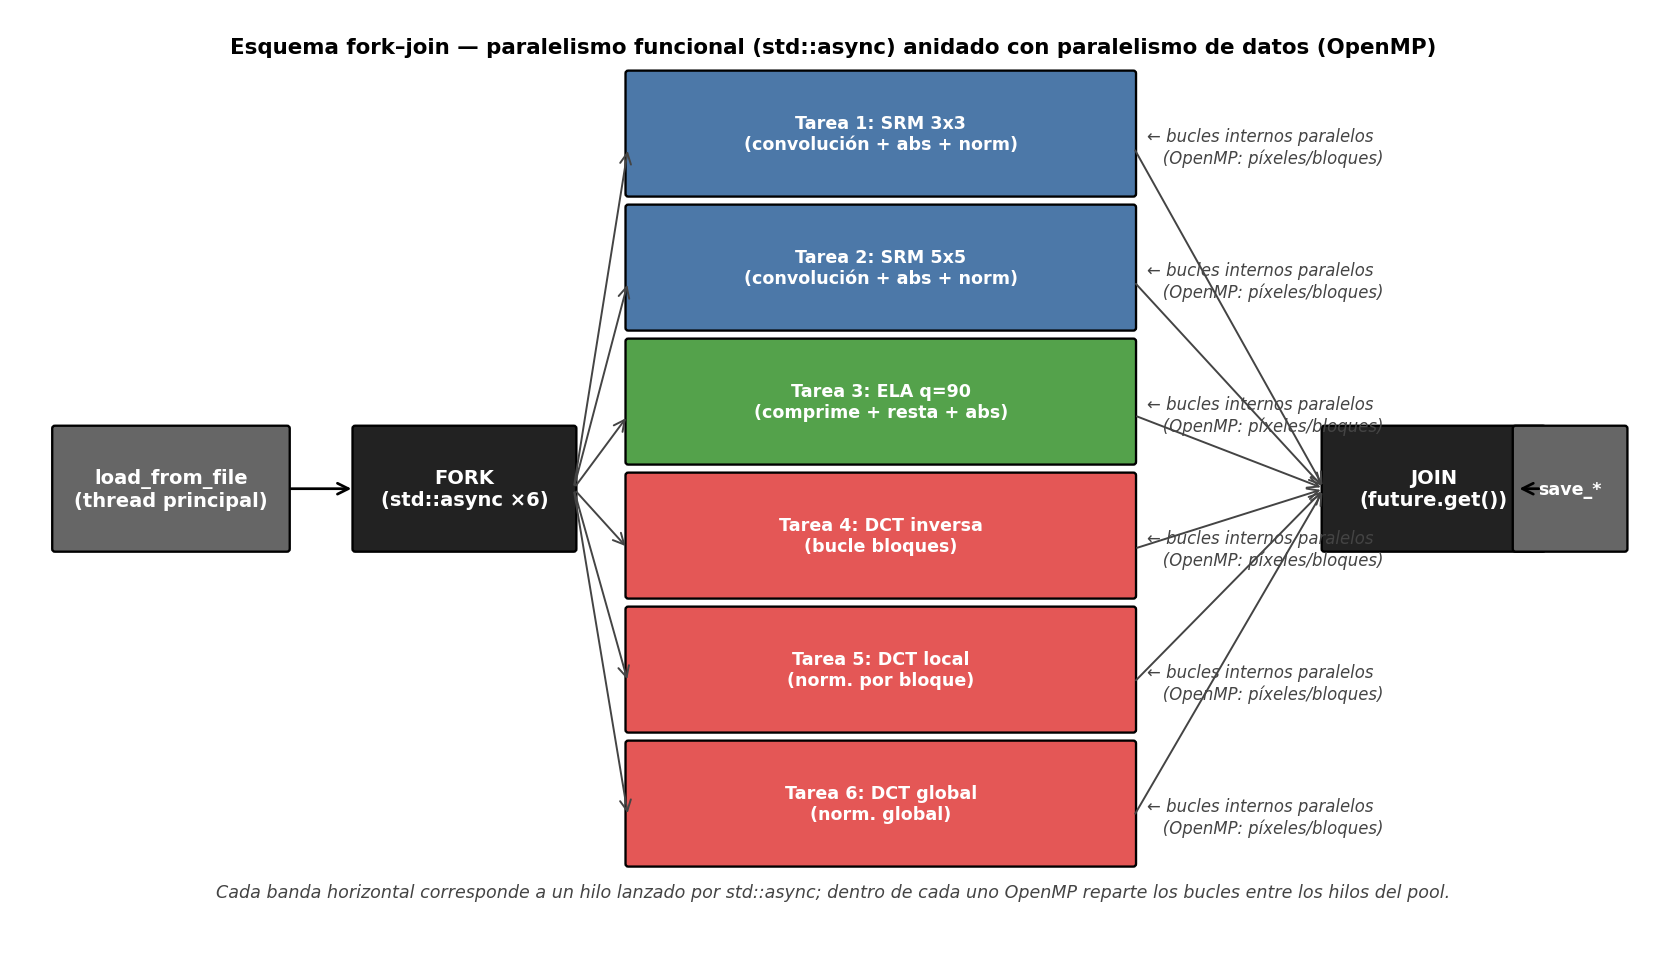 Esquema fork–join — paralelismo funcional (std::async) anidado con paralelismo de datos (OpenMP)
load_from_file
(thread principal)
FORK
(std::async ×6)
Tarea 1: SRM 3x3
(convolución + abs + norm)
← bucles internos paralelos
(OpenMP: píxeles/bloques)
Tarea 2: SRM 5x5
(convolución + abs + norm)
← bucles internos paralelos
(OpenMP: píxeles/bloques)
Tarea 3: ELA q=90
(comprime + resta + abs)
← bucles internos paralelos
(OpenMP: píxeles/bloques)
Tarea 4: DCT inversa
(bucle bloques)
← bucles internos paralelos
(OpenMP: píxeles/bloques)
Tarea 5: DCT local
(norm. por bloque)
← bucles internos paralelos
(OpenMP: píxeles/bloques)
Tarea 6: DCT global
(norm. global)
← bucles internos paralelos
(OpenMP: píxeles/bloques)
JOIN
(future.get())
save_*
Cada banda horizontal corresponde a un hilo lanzado por std::async; dentro de cada uno OpenMP reparte los bucles entre los hilos del pool.